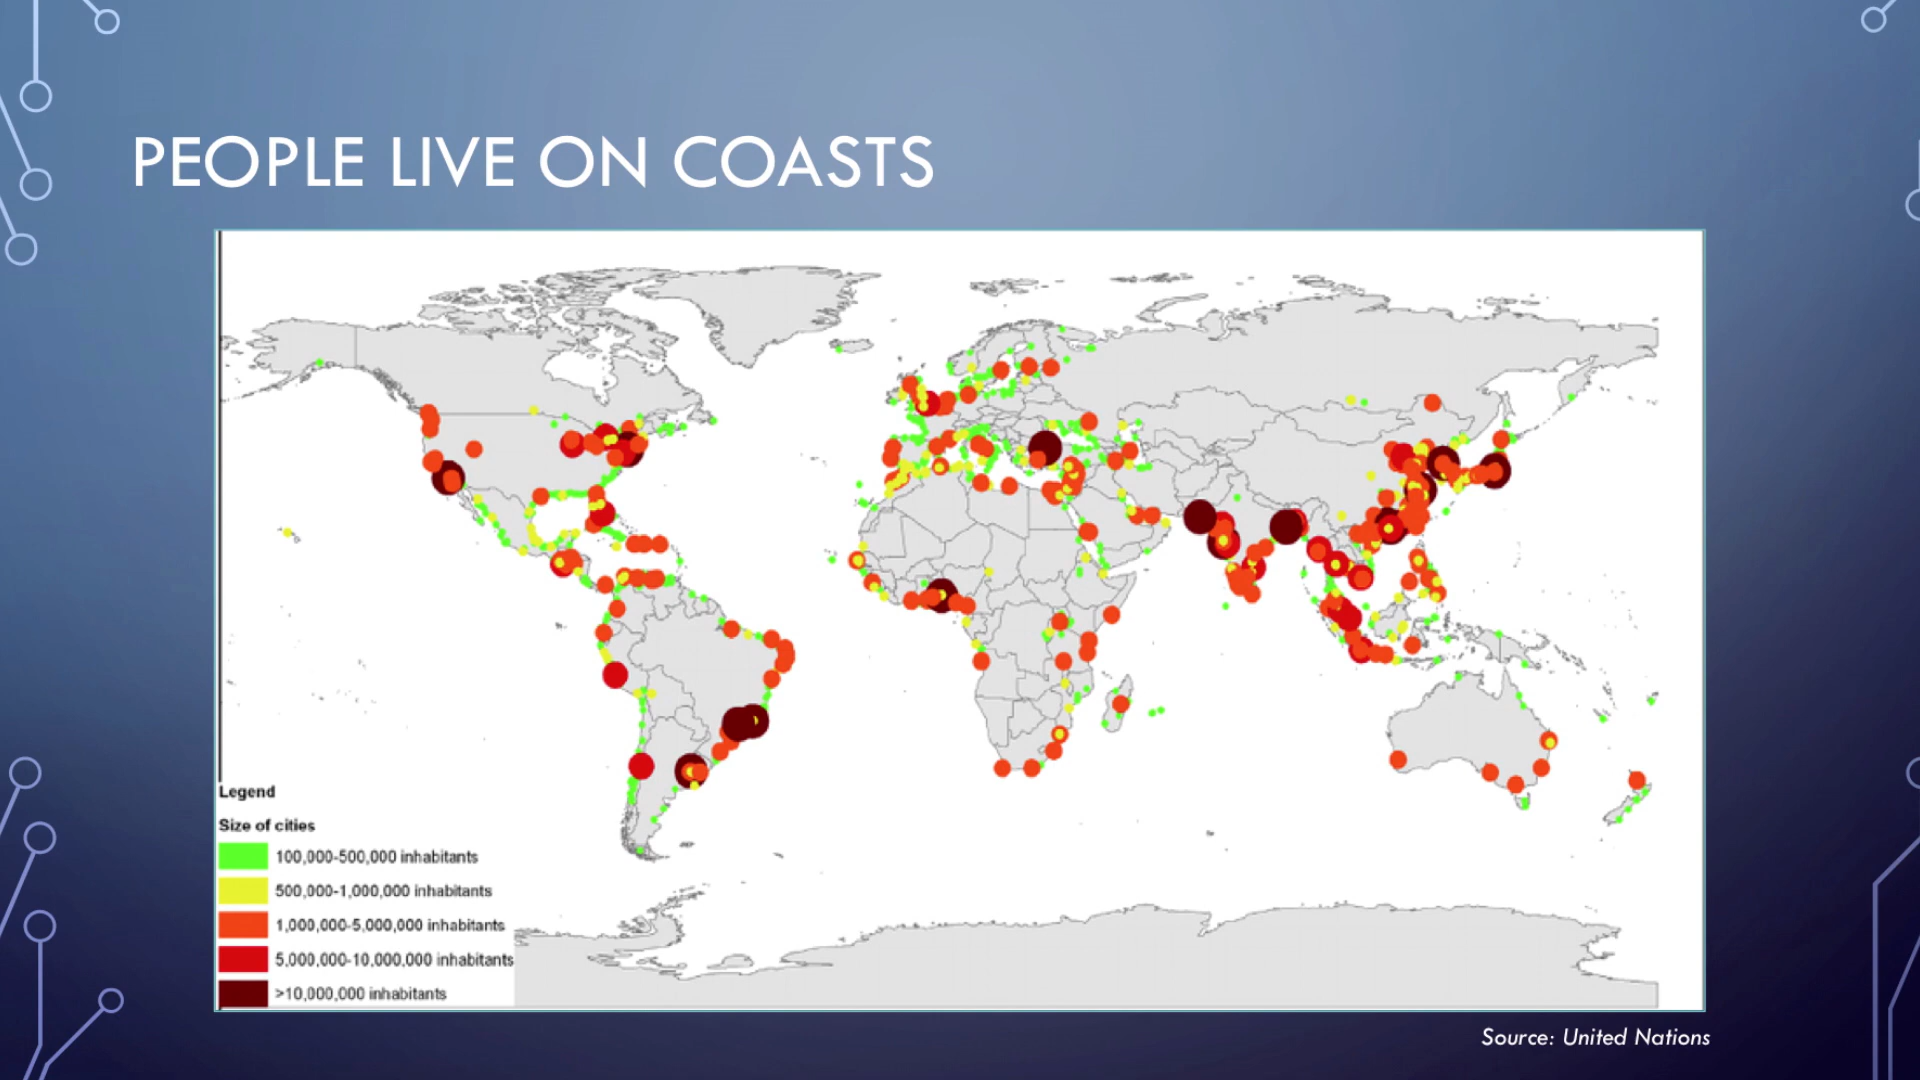 PEOPLE LIVE ON COASTS
Legend
Size of cities
100,000-500,000 inhabitants
500,000-1,000,000 inhabitants
1,000,000-5,000,000 inhabitants
5,000,000-10,000,000 inhabitants
>10,000,000 inhabitants
Source: United Nations